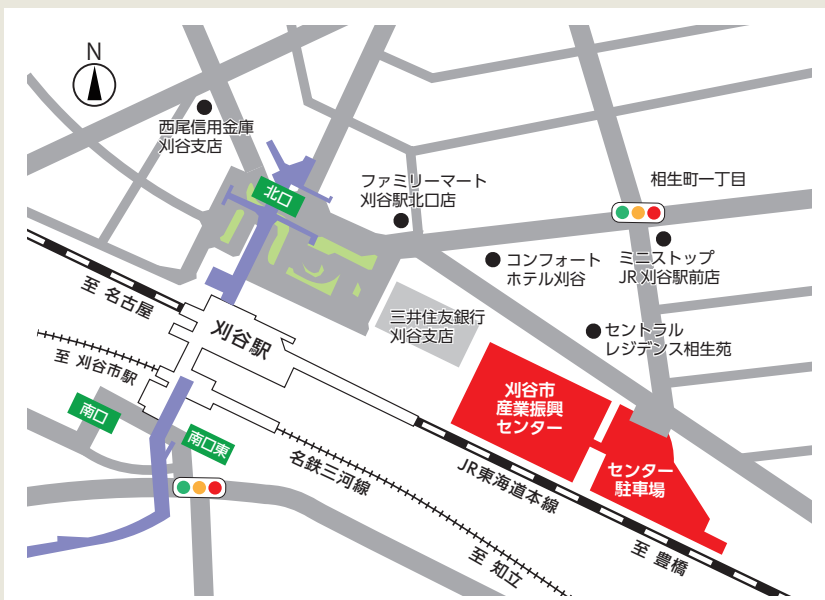 N
西尾信用金庫
刈谷支店
北口
ファミリーマート
刈谷駅北口店
相生町一丁目
コンフォート
ホテル刈谷
ミニストップ
JR 刈谷駅前店
至 名古屋
刈谷駅
三井住友銀行
刈谷支店
セントラル
レジデンス相生苑
至 刈谷市駅
南口
南口東
刈谷市
産業振興
センター
センター
駐車場
名鉄三河線
JR東海道本線
至 知立
至 豊橋